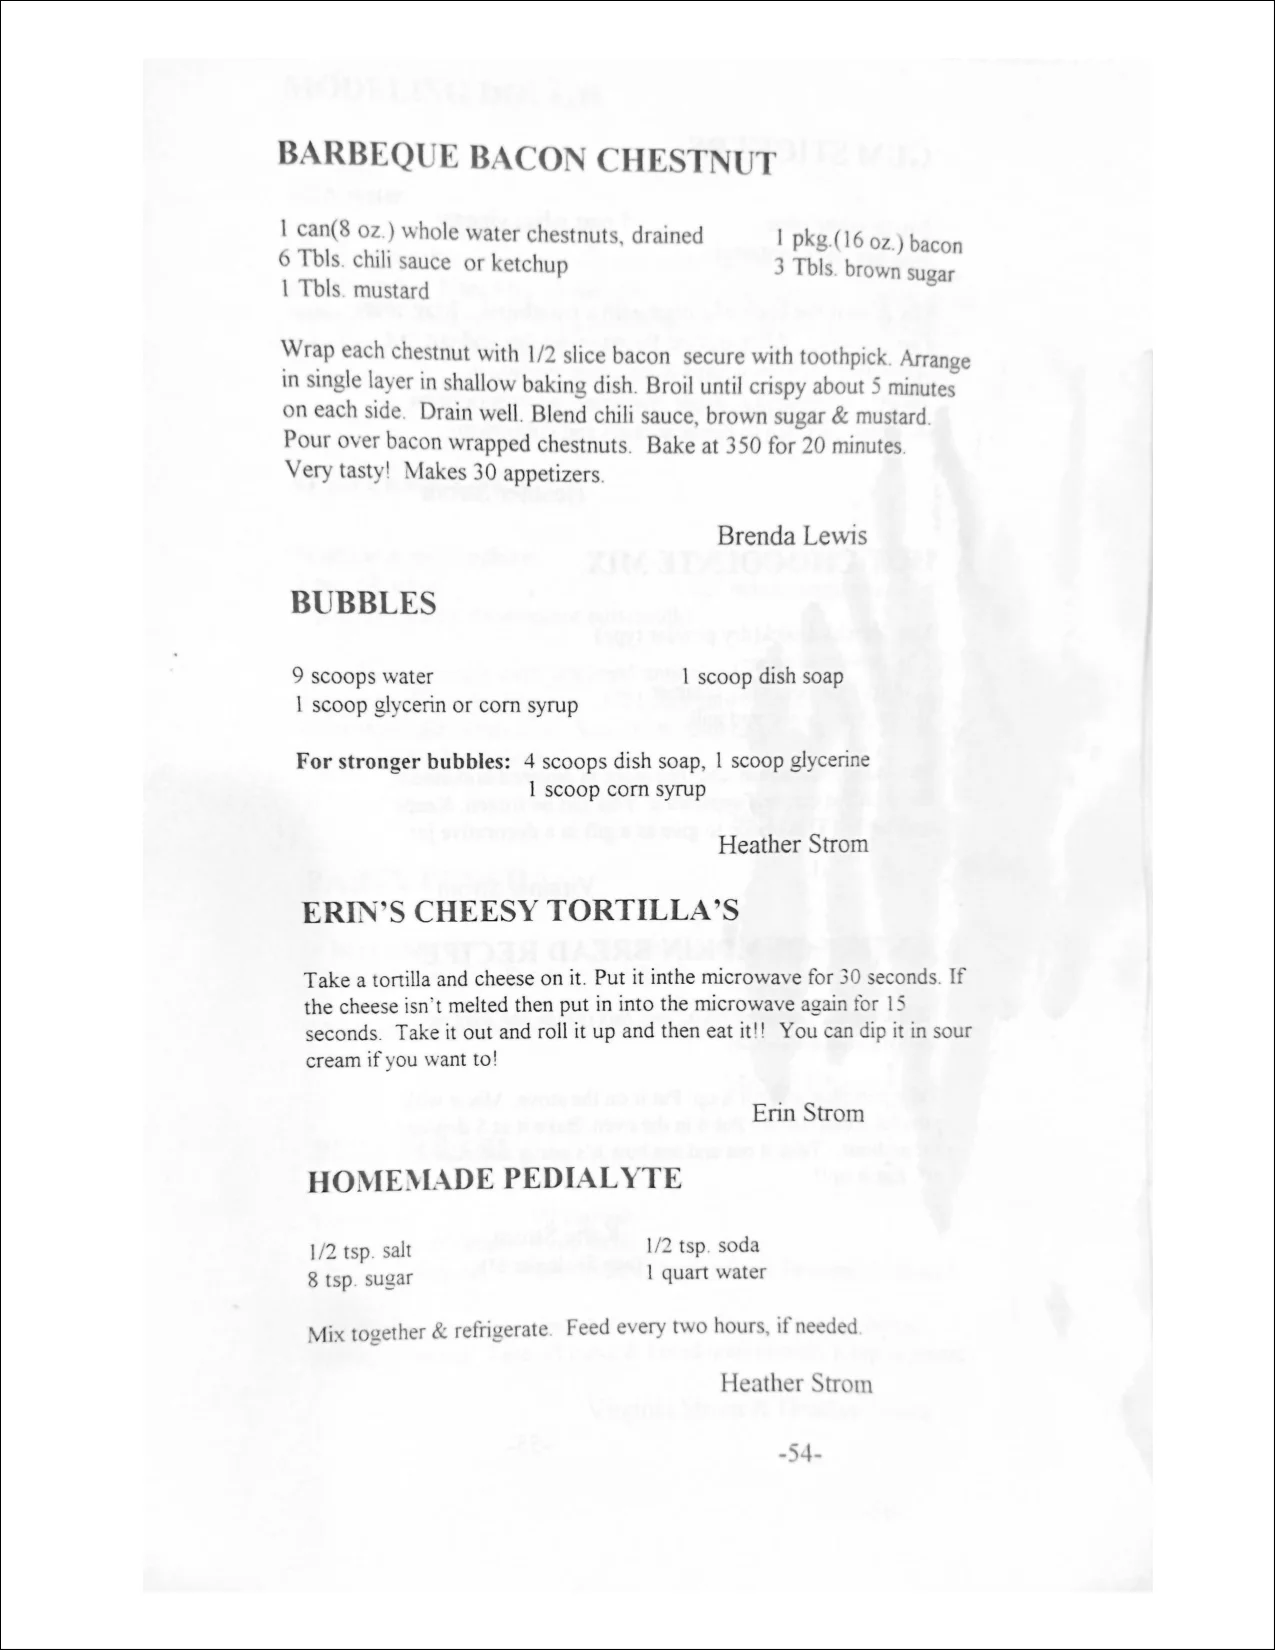 BARBEQUE BACON CHESTNUT
1 can(8 oz.) whole water chestnuts, drained 1 pkg.(16 oz.) bacon
6 Tbls. chili sauce or ketchup 3 Tbls. brown sugar
1 Tbls. mustard
Wrap each chestnut with 1/2 slice bacon secure with toothpick. Arrange
in single layer in shallow baking dish. Broil until crispy about 5 minutes
on each side. Drain well. Blend chili sauce, brown sugar & mustard.
Pour over bacon wrapped chestnuts. Bake at 350 for 20 minutes.
Very tasty! Makes 30 appetizers.
Brenda Lewis
BUBBLES
9 scoops water 1 scoop dish soap
1 scoop glycerin or corn syrup
For stronger bubbles: 4 scoops dish soap, 1 scoop glycerine
1 scoop corn syrup
Heather Strom
ERIN'S CHEESY TORTILLA'S
Take a tortilla and cheese on it. Put it inthe microwave for 30 seconds. If
the cheese isn't melted then put in into the microwave again for 15
seconds. Take it out and roll it up and then eat it!! You can dip it in sour
cream if you want to!
Erin Strom
HOMEMADE PEDIALYTE
1/2 tsp. salt 1/2 tsp. soda
8 tsp. sugar 1 quart water
Mix together & refrigerate. Feed every two hours, if needed.
Heather Strom
-54-